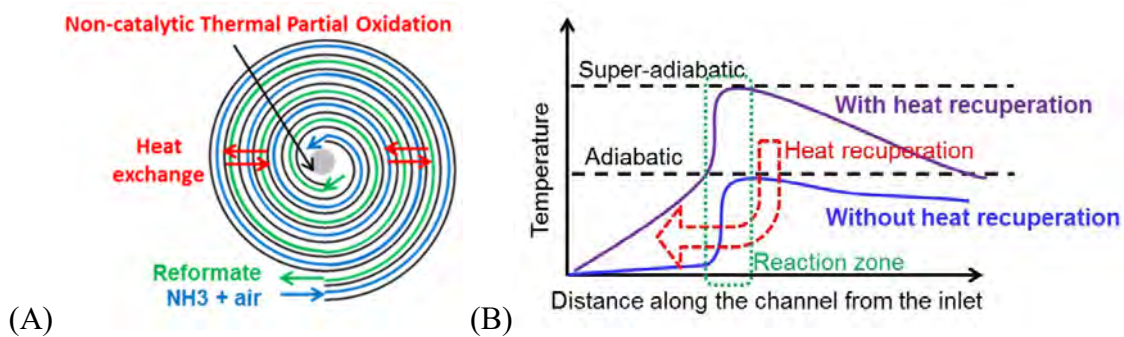 Non-catalytic Thermal Partial Oxidation
Heat
exchange
Reformate
NH3 + air
(A)
Temperature
Super-adiabatic
With heat recuperation
Adiabatic
Heat recuperation
Without heat recuperation
Reaction zone
Distance along the channel from the inlet
(B)